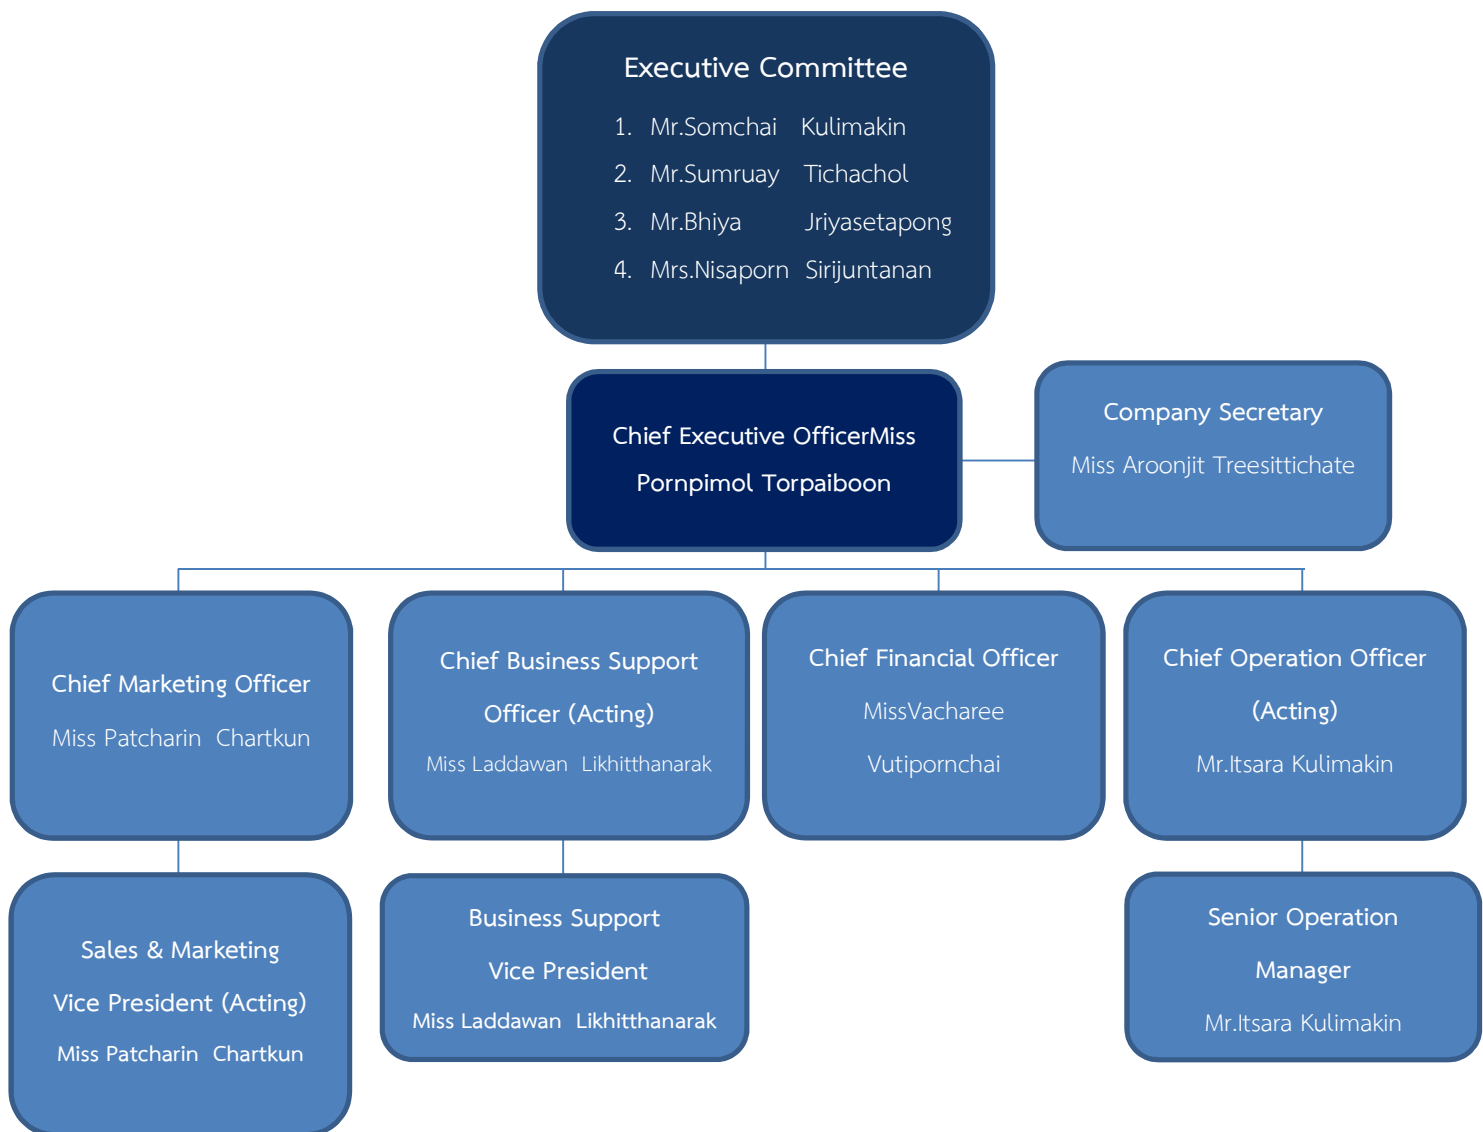 Executive Committee
1. Mr.Somchai Kulimakin
2. Mr.Sumruay Tichachol
3. Mr.Bhiya Jriyasetapong
4. Mrs.Nisaporn Sirijuntanan
Chief Executive OfficerMiss
Pornpimol Torpaiboon
Company Secretary
Miss Aroonjit Treesittichate
Chief Marketing Officer
Miss Patcharin Chartkun
Chief Business Support
Officer (Acting)
Miss Laddawan Likhitthanarak
Chief Financial Officer
MissVacharee
Vutipornchai
Chief Operation Officer
(Acting)
Mr.Itsara Kulimakin
Sales & Marketing
Vice President (Acting)
Miss Patcharin Chartkun
Business Support
Vice President
Miss Laddawan Likhitthanarak
Senior Operation
Manager
Mr.Itsara Kulimakin